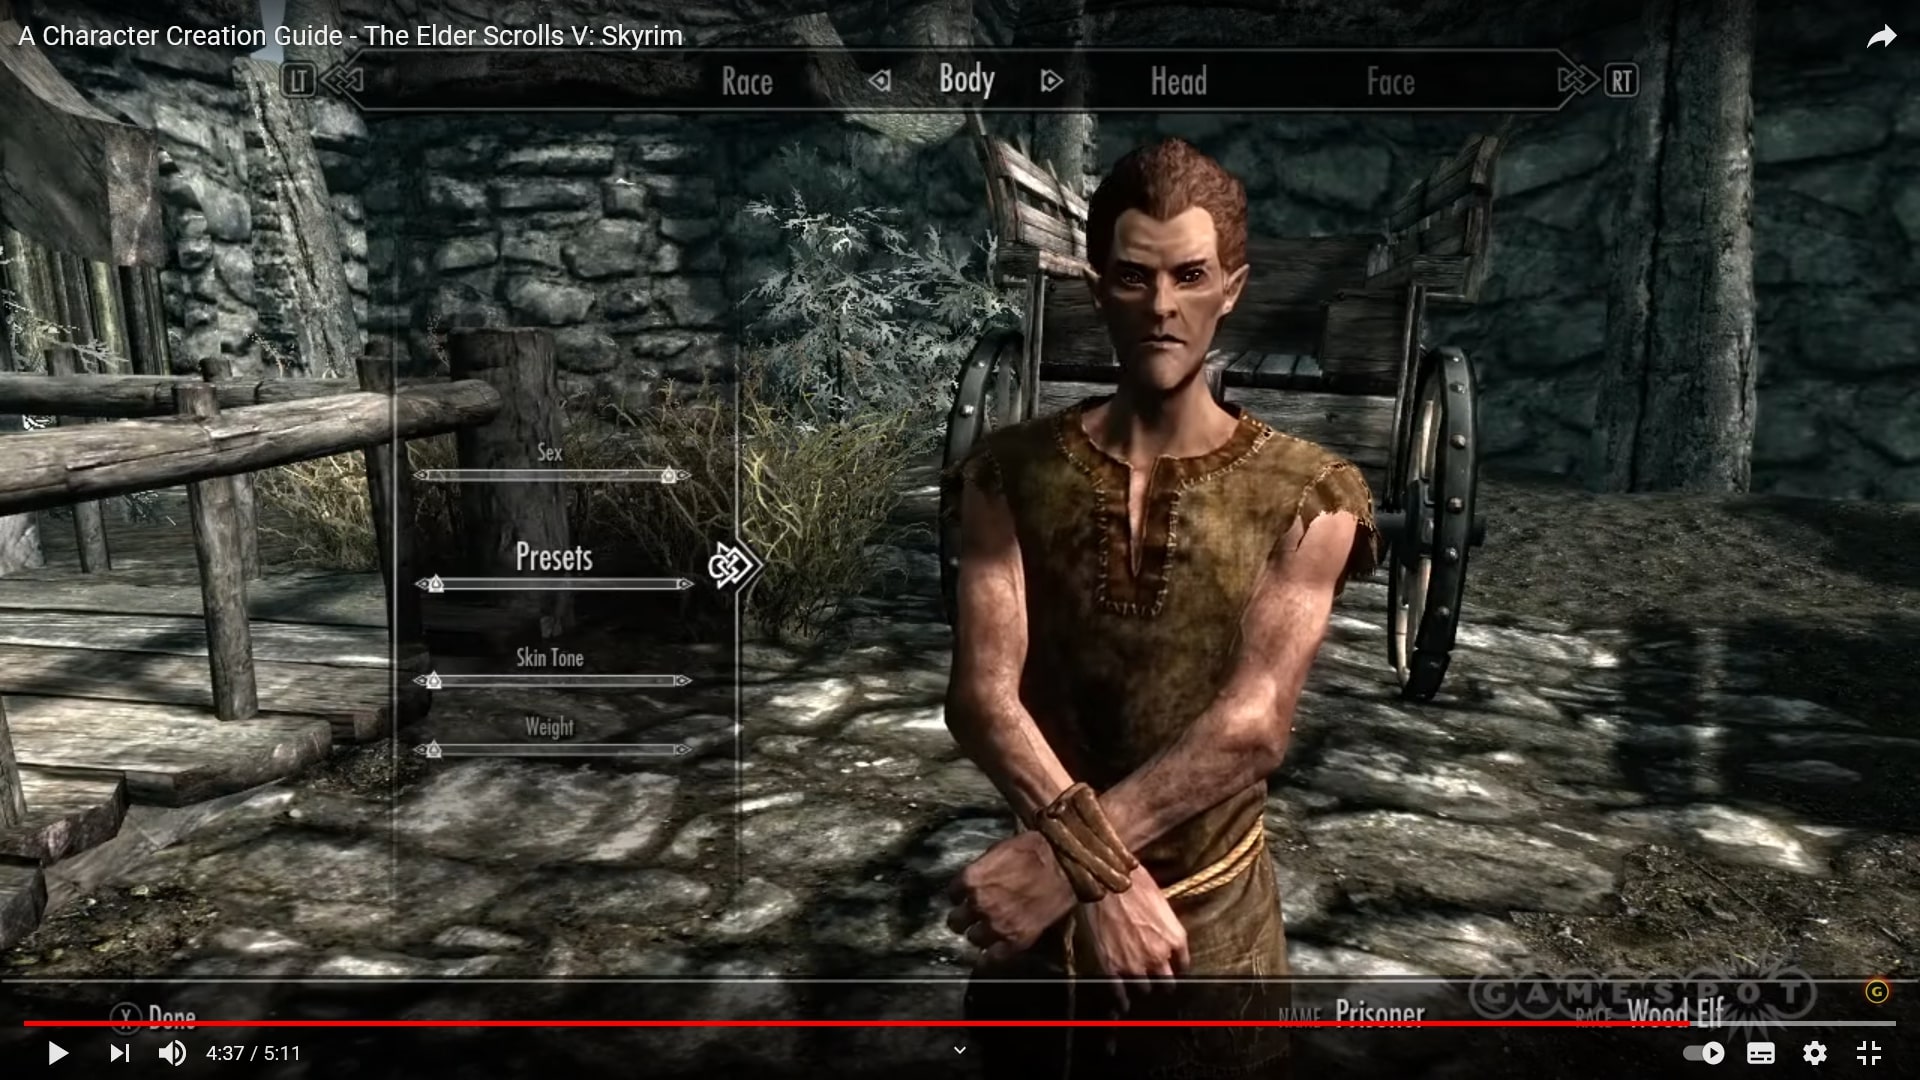 A Character Creation Guide - The Elder Scrolls V: Skyrim
LT Race Body Head Face RT
Sex
Presets
Skin Tone
Weight
GAMESPOT
G
X Done NAME Prisoner RACE Wood Elf
4:37 / 5:11